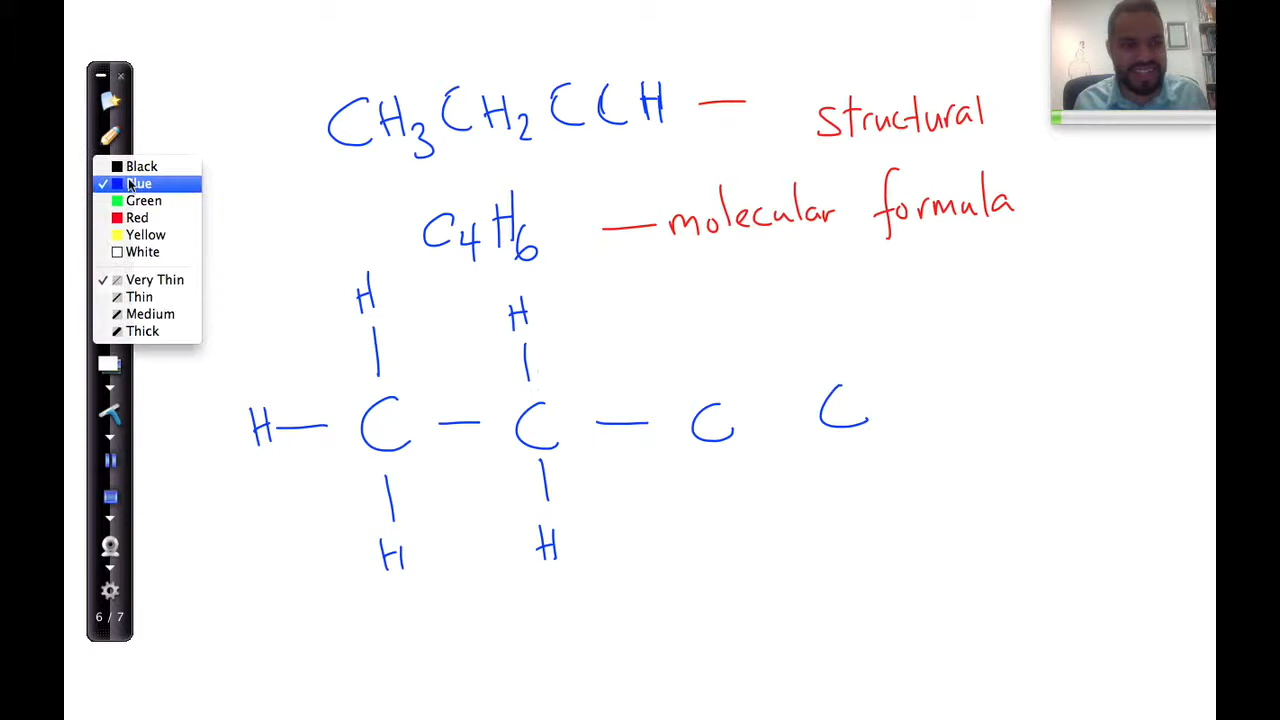 CH3CH2CCH — structural
C4H6 — molecular formula
H H
H — C — C — C C
H H
Black
Blue
Green
Red
Yellow
White
Very Thin
Thin
Medium
Thick
6 / 7